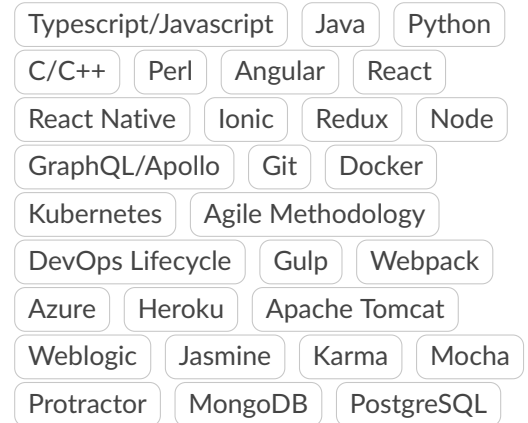 Typescript/Javascript Java Python
C/C++ Perl Angular React
React Native Ionic Redux Node
GraphQL/Apollo Git Docker
Kubernetes Agile Methodology
DevOps Lifecycle Gulp Webpack
Azure Heroku Apache Tomcat
Weblogic Jasmine Karma Mocha
Protractor MongoDB PostgreSQL